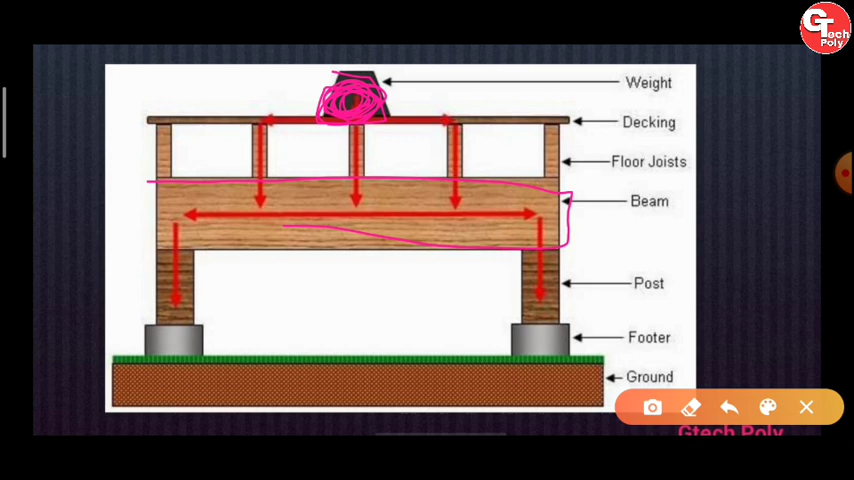 GTech
Poly
Weight
Decking
Floor Joists
Beam
Post
Footer
Ground
Gtech Poly